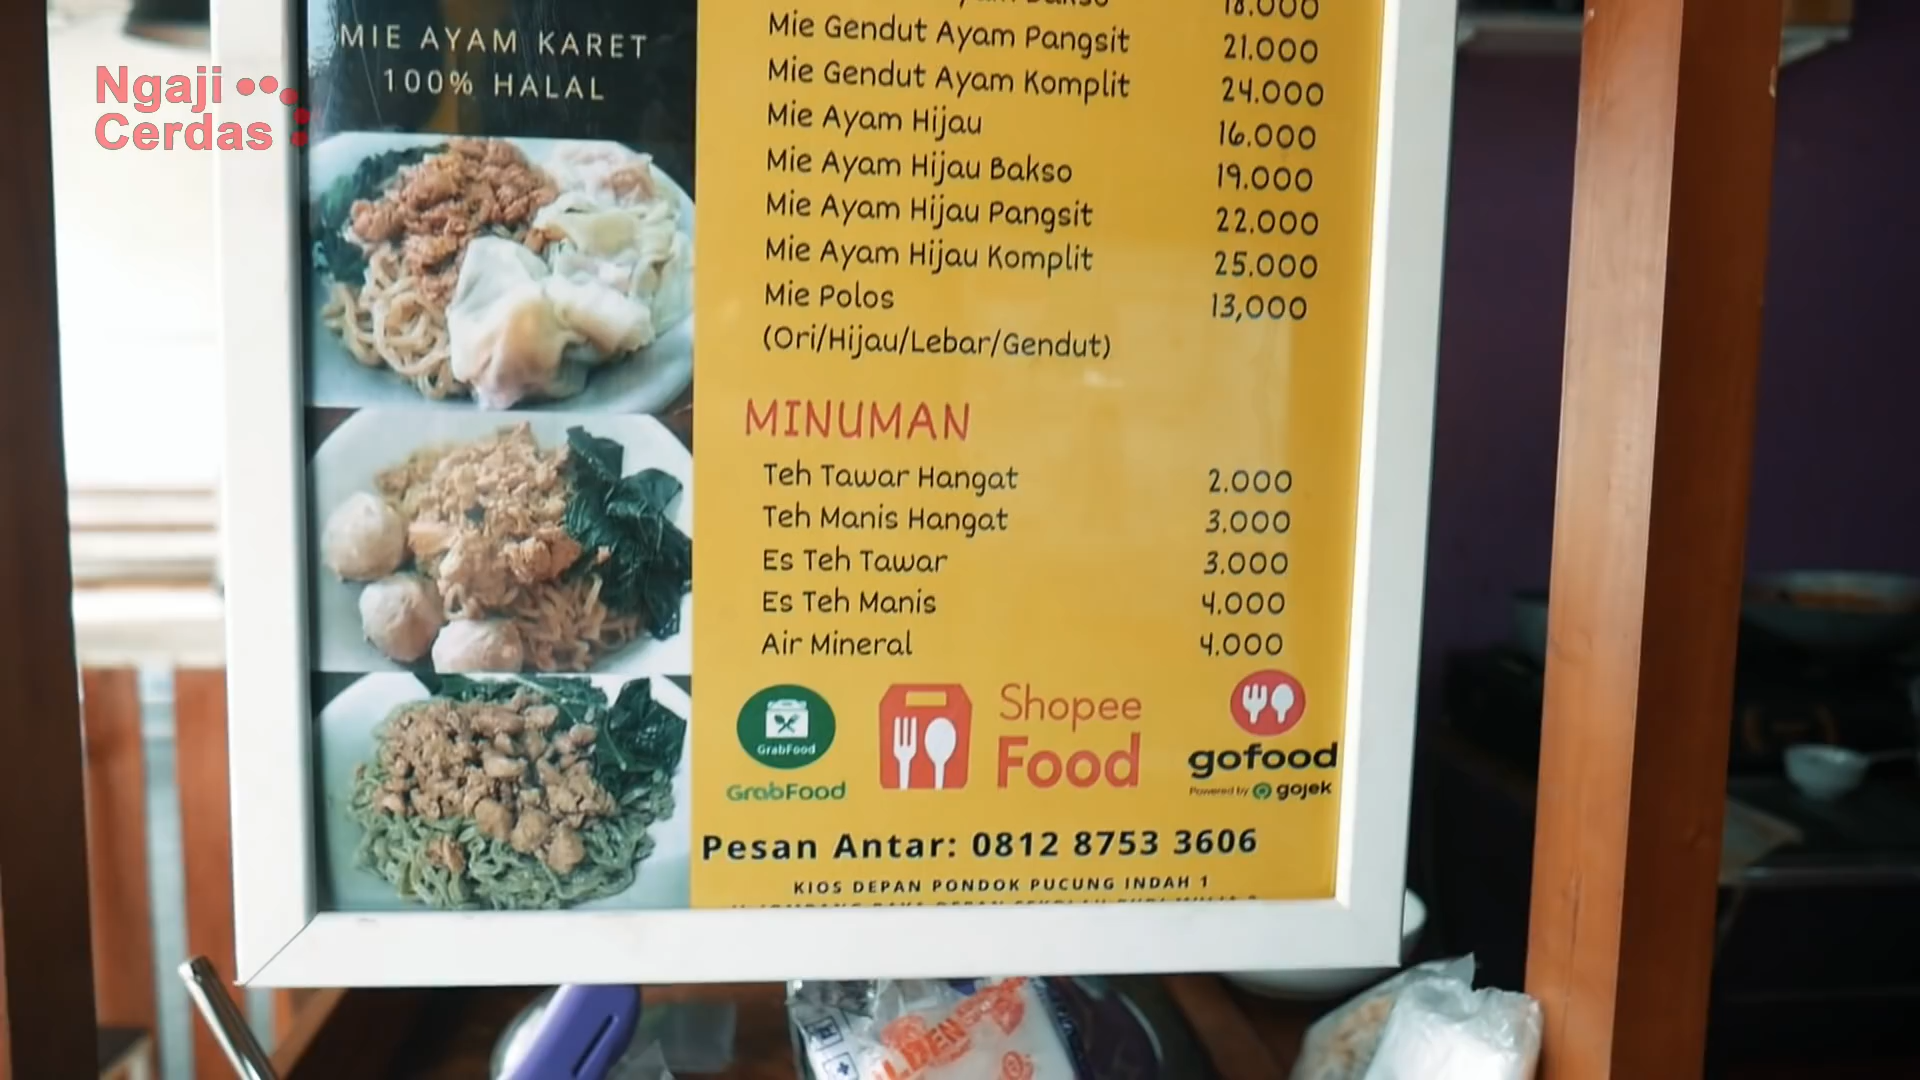 Ngaji
Cerdas
MIE AYAM KARET
100% HALAL
18.000
Mie Gendut Ayam Pangsit 21.000
Mie Gendut Ayam Komplit 24.000
Mie Ayam Hijau 16.000
Mie Ayam Hijau Bakso 19.000
Mie Ayam Hijau Pangsit 22.000
Mie Ayam Hijau Komplit 25.000
Mie Polos 13,000
(Ori/Hijau/Lebar/Gendut)
MINUMAN
Teh Tawar Hangat 2.000
Teh Manis Hangat 3.000
Es Teh Tawar 3.000
Es Teh Manis 4.000
Air Mineral 4.000
GrabFood
GrabFood
Shopee
Food
gofood
Powered by gojek
Pesan Antar: 0812 8753 3606
KIOS DEPAN PONDOK PUCUNG INDAH 1